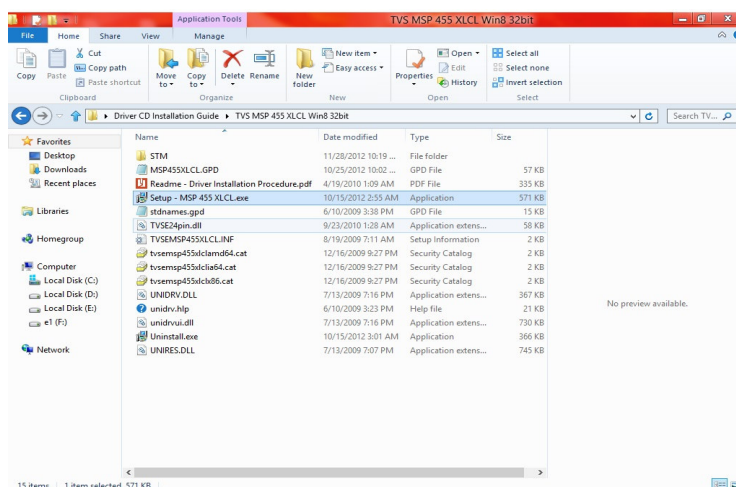 Application Tools
TVS MSP 455 XLCL Win8 32bit
File Home Share View Manage
Copy
Paste
Cut
Copy path
Paste shortcut
Move to
Copy to
Delete
Rename
New folder
New item
Easy access
Properties
Open
Edit
History
Select all
Select none
Invert selection
Clipboard Organize New Open Select
Driver CD Installation Guide TVS MSP 455 XLCL Win8 32bit
Search TV...
Favorites
Desktop
Downloads
Recent places
Libraries
Homegroup
Computer
Local Disk (C:)
Local Disk (D:)
Local Disk (E:)
e1 (F:)
Network
Name Date modified Type Size
STM 11/28/2012 10:19 ... File folder
MSP455XLCL.GPD 10/25/2012 10:02 ... GPD File 57 KB
Readme - Driver Installation Procedure.pdf 4/19/2010 1:09 AM PDF File 335 KB
Setup - MSP 455 XLCL.exe 10/15/2012 2:55 AM Application 571 KB
stdnames.gpd 6/10/2009 3:38 PM GPD File 15 KB
TVSE24pin.dll 9/23/2010 1:28 AM Application extens... 58 KB
TVSEMSP455XLCL.INF 8/19/2009 7:11 AM Setup Information 2 KB
tvsemsp455xlclamd64.cat 12/16/2009 9:27 PM Security Catalog 2 KB
tvsemsp455xlclia64.cat 12/16/2009 9:27 PM Security Catalog 2 KB
tvsemsp455xlclx86.cat 12/16/2009 9:27 PM Security Catalog 2 KB
UNIDRV.DLL 7/13/2009 7:16 PM Application extens... 367 KB
unidrv.hlp 6/10/2009 3:23 PM Help file 21 KB
unidrvui.dll 7/13/2009 7:16 PM Application extens... 730 KB
Uninstall.exe 10/15/2012 3:01 AM Application 366 KB
UNIRES.DLL 7/13/2009 7:07 PM Application extens... 745 KB
No preview available.
15 items 1 item selected 571 KB